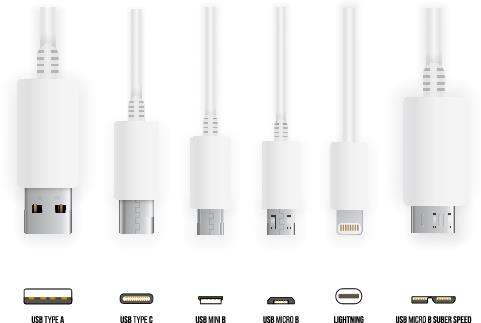 USB TYPE A
USB TYPE C
USB MINI B
USB MICRO B
LIGHTNING
USB MICRO B SUBER SPEED